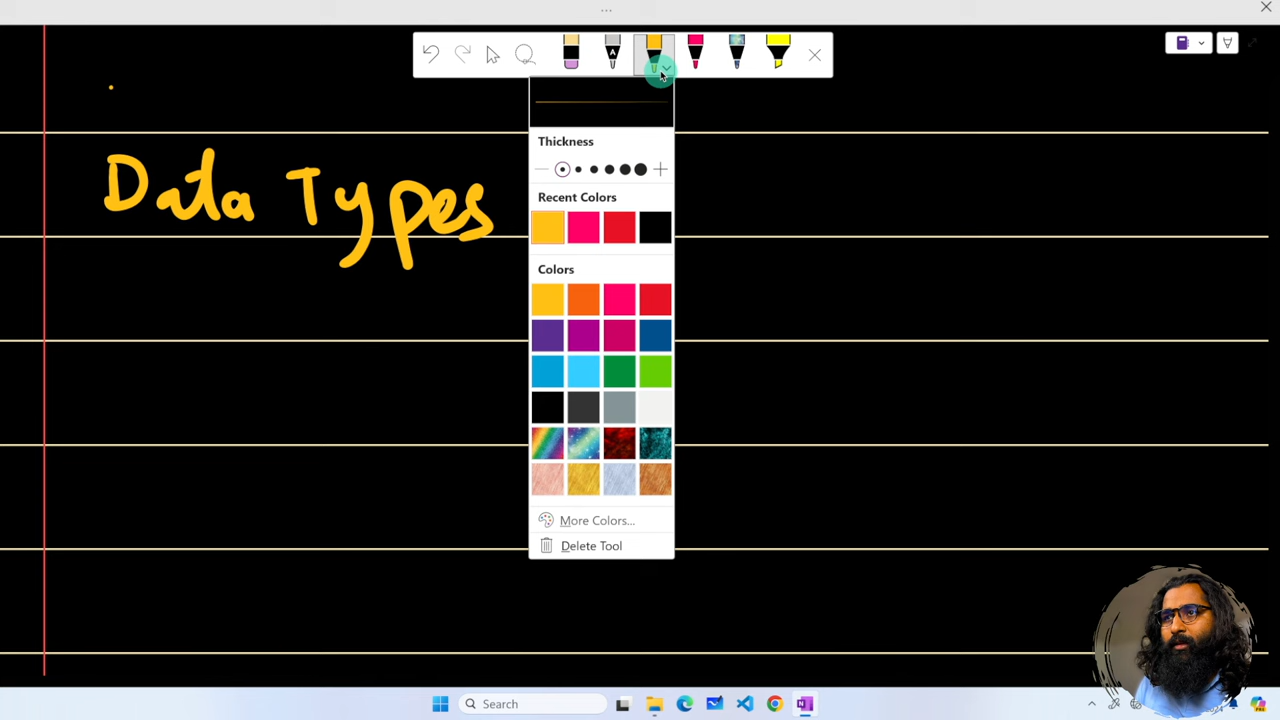 ...
Data Types
Thickness
Recent Colors
Colors
More Colors...
Delete Tool
Search